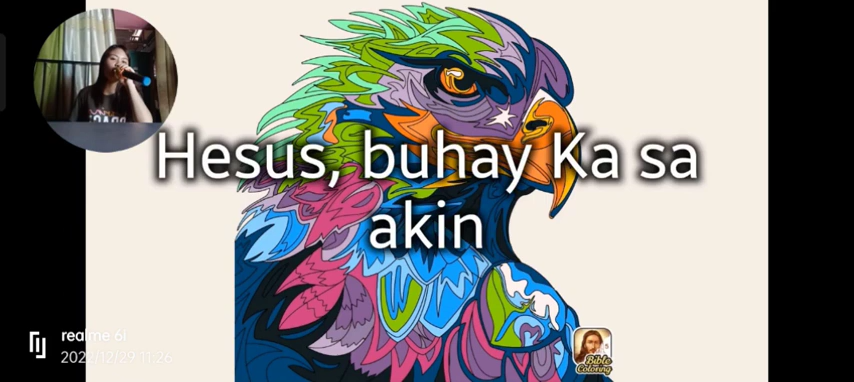 Hesus, buhay Ka sa
akin
realme 6i
2022/12/29 11:26
Bible
Coloring